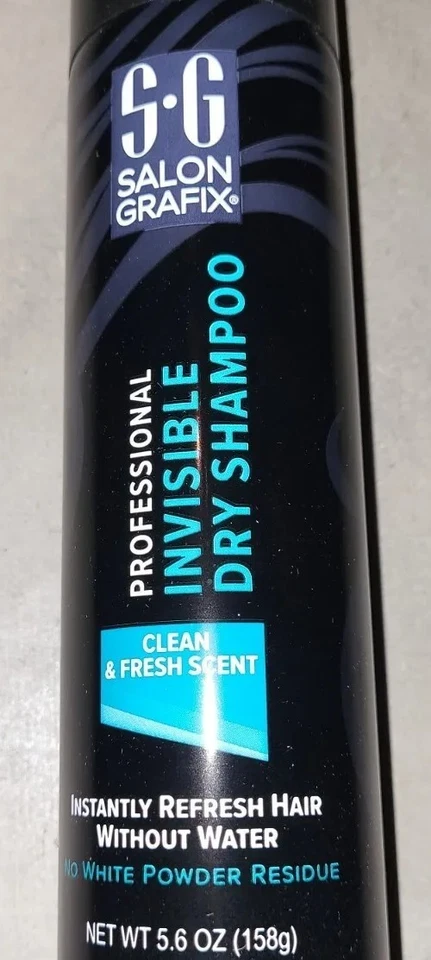 S·G
SALON
GRAFIX®
PROFESSIONAL
INVISIBLE
DRY SHAMPOO
CLEAN
& FRESH SCENT
INSTANTLY REFRESH HAIR
WITHOUT WATER
NO WHITE POWDER RESIDUE
NET WT 5.6 OZ (158g)